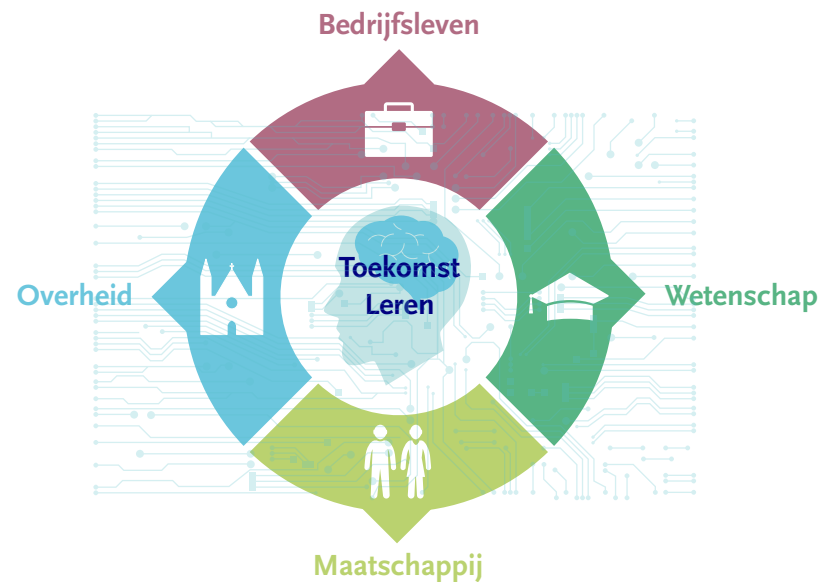 Bedrijfsleven
Overheid
Toekomst
Leren
Wetenschap
Maatschappij